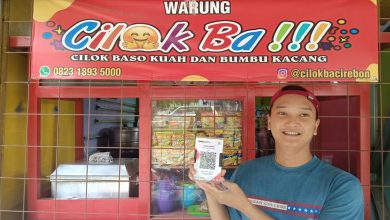 WARUNG
Cilok Ba !!!
CILOK BASO KUAH DAN BUMBU KACANG
0823 1893 5000
@cilokbacirebon